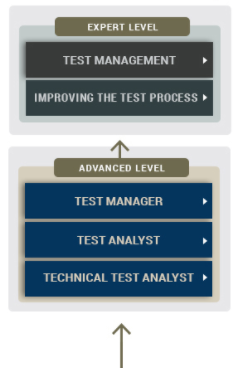 EXPERT LEVEL
TEST MANAGEMENT
IMPROVING THE TEST PROCESS
ADVANCED LEVEL
TEST MANAGER
TEST ANALYST
TECHNICAL TEST ANALYST